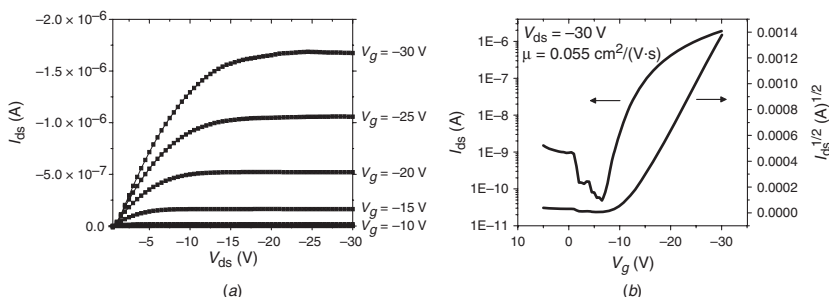 −2.0 × 10⁻⁶
−1.5 × 10⁻⁶
−1.0 × 10⁻⁶
−5.0 × 10⁻⁷
0.0
I_ds (A)
−5 −10 −15 −20 −25 −30
V_ds (V)
V_g = −30 V
V_g = −25 V
V_g = −20 V
V_g = −15 V
V_g = −10 V
(a)
V_ds = −30 V
μ = 0.055 cm²/(V·s)
1E−6
1E−7
1E−8
1E−9
1E−10
1E−11
I_ds (A)
10 0 −10 −20 −30
V_g (V)
0.0014
0.0012
0.0010
0.0008
0.0006
0.0004
0.0002
0.0000
I_ds^1/2 (A)^1/2
(b)